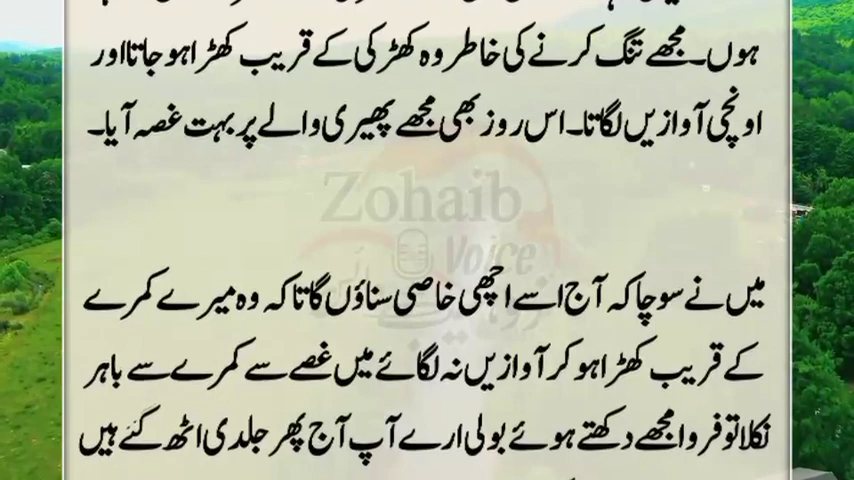 ہوں۔ مجھے تنگ کرنے کی خاطر وہ کھڑکی کے قریب کھڑا ہو جاتا اور
اونچی آوازیں لگاتا۔ اس روز بھی مجھے پھیری والے پر بہت غصہ آیا۔
Zohaib
Voice
میں نے سوچا کہ آج اسے اچھی خاصی سناؤں گا تا کہ وہ میرے کمرے
کے قریب کھڑا ہو کر آوازیں نہ لگائے میں غصے سے کمرے سے باہر
نکلا تو فروا مجھے دکھتے ہوئے بولی ارے آپ آج پھر جلدی اٹھ گئے ہیں